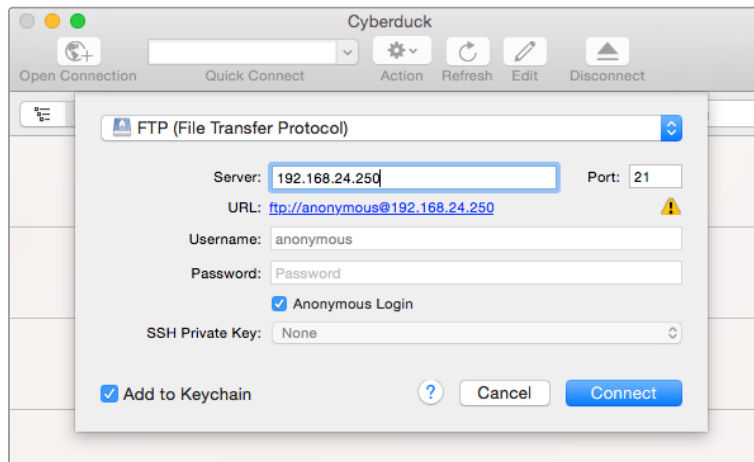 Cyberduck
Open Connection Quick Connect Action Refresh Edit Disconnect
FTP (File Transfer Protocol)
Server: 192.168.24.250 Port: 21
URL: ftp://anonymous@192.168.24.250
Username: anonymous
Password: Password
Anonymous Login
SSH Private Key: None
Add to Keychain ? Cancel Connect